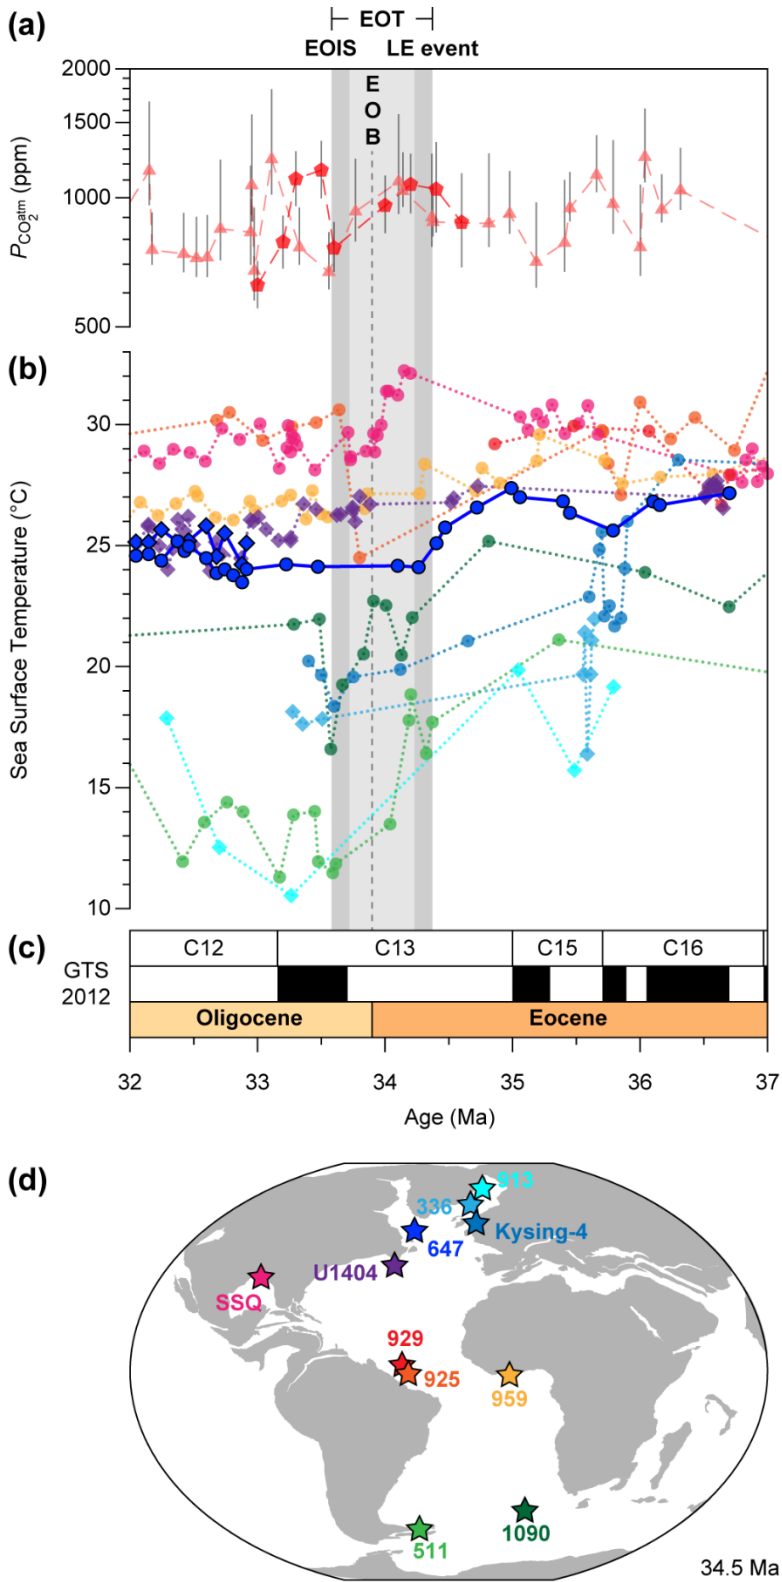 (a)
EOT
EOIS LE event
E
O
B
2000
1500
1000
500
PCO2atm (ppm)
(b)
30
25
20
15
10
Sea Surface Temperature (°C)
(c)
C12 C13 C15 C16
GTS
2012
Oligocene Eocene
32 33 34 35 36 37
Age (Ma)
(d)
913
336
Kysing-4
647
U1404
SSQ
929
925
959
1090
511
34.5 Ma